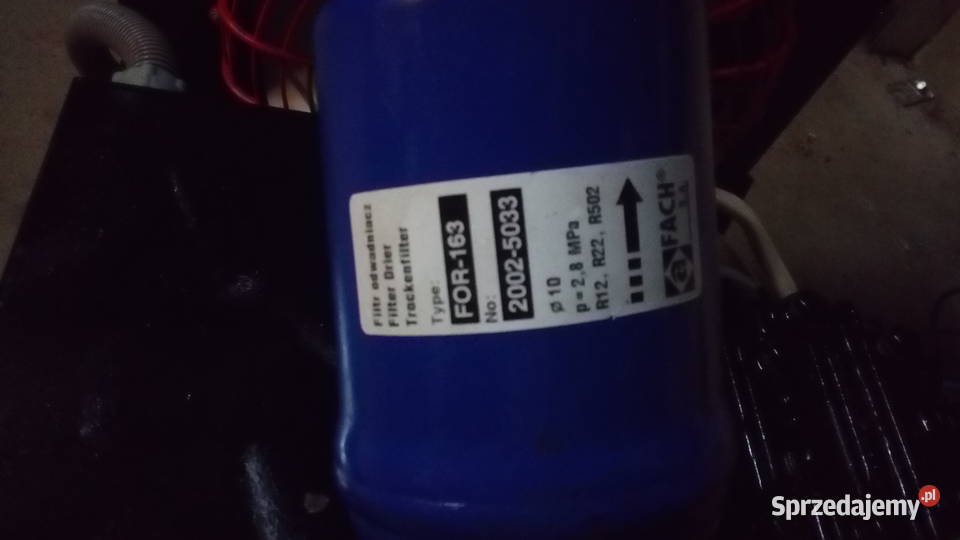 Filtr odwadniacz
Filter Drier
Trockenfilter
Type:
FOR-163
No:
2002-5033
ø 10
p=2,8 MPa
R12, R22, R502
a FACH®
S.A.
Sprzedajemy.pl